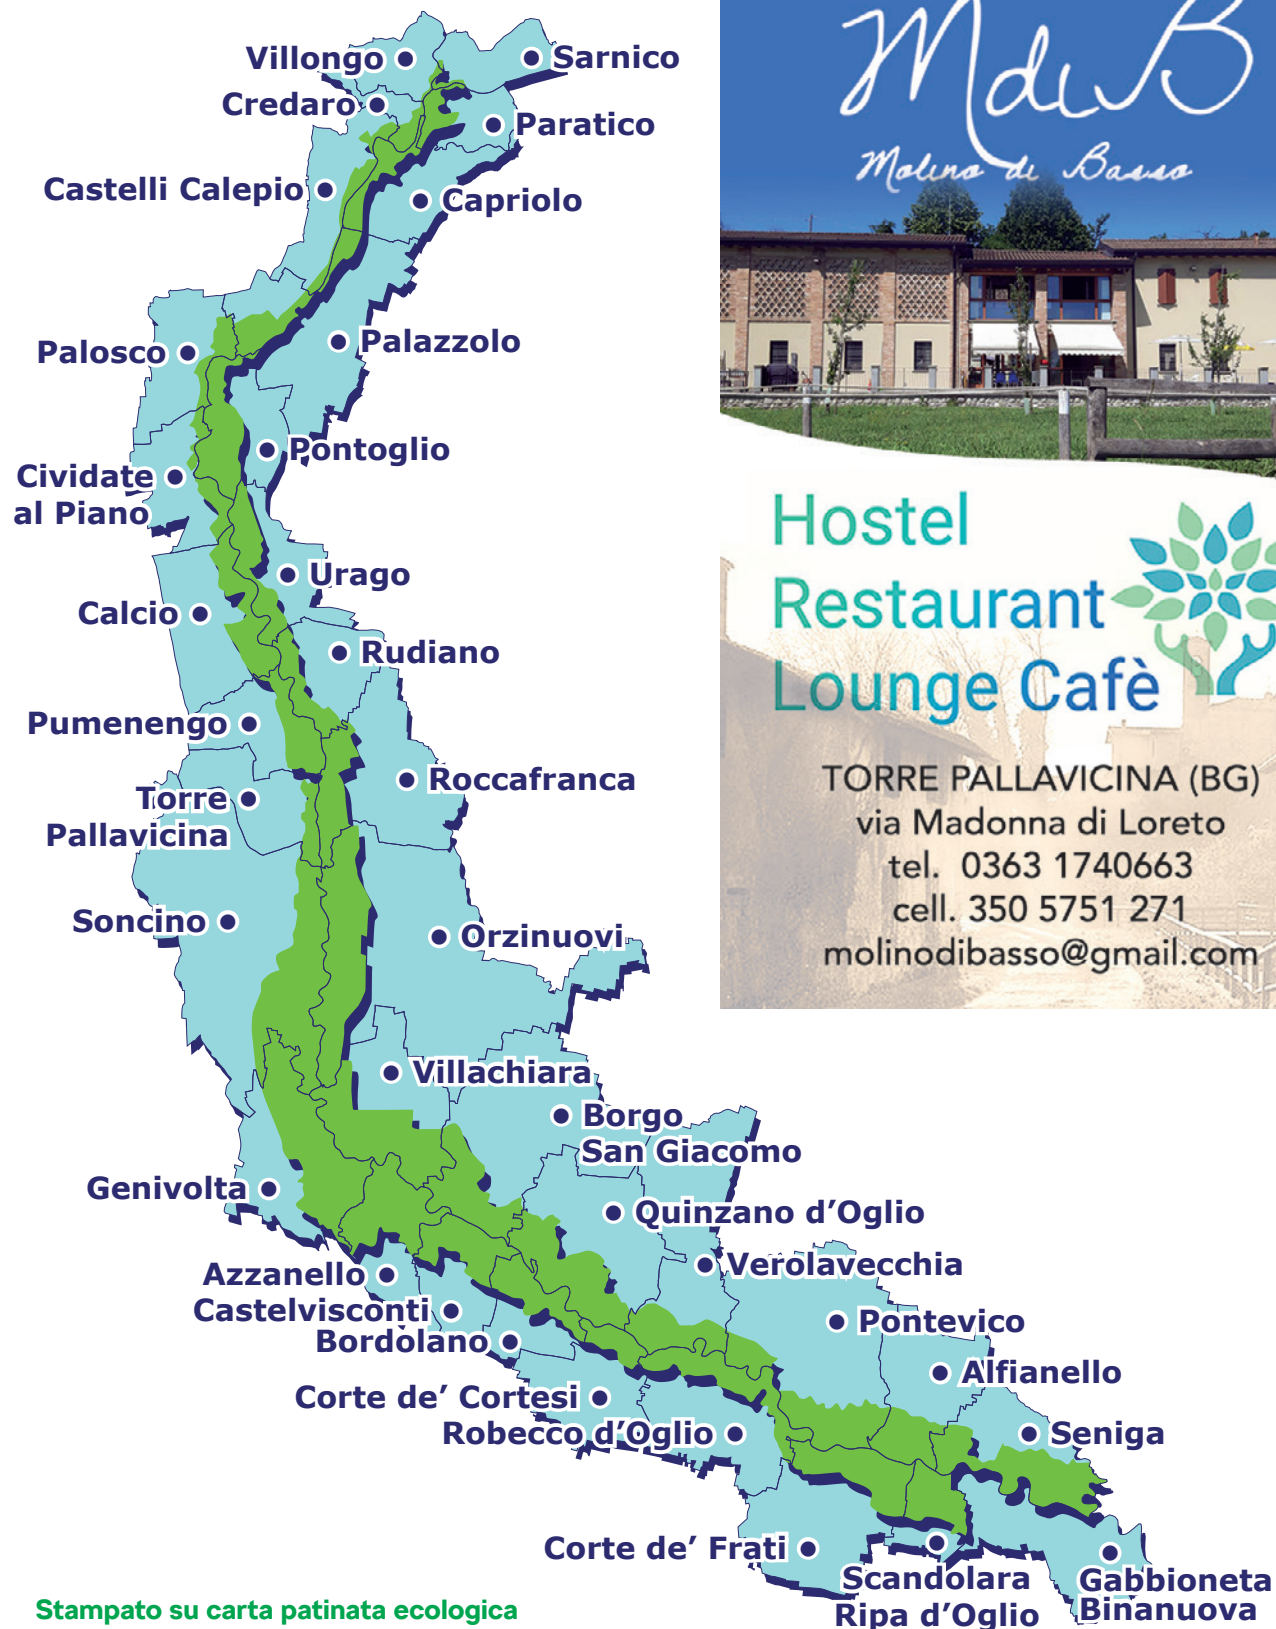 Villongo
Sarnico
Credaro
Paratico
Castelli Calepio
Capriolo
Palosco
Palazzolo
Pontoglio
Cividate
al Piano
Urago
Calcio
Rudiano
Pumenengo
Roccafranca
Torre
Pallavicina
Soncino
Orzinuovi
Villachiara
Borgo
San Giacomo
Genivolta
Quinzano d’Oglio
Verolavecchia
Azzanello
Castelvisconti
Bordolano
Pontevico
Alfianello
Corte de’ Cortesi
Robecco d’Oglio
Seniga
Corte de’ Frati
Scandolara
Ripa d’Oglio
Gabbioneta
Binanuova
Stampato su carta patinata ecologica
MdiB
Molino di Basso
Hostel
Restaurant
Lounge Cafè
TORRE PALLAVICINA (BG)
via Madonna di Loreto
tel. 0363 1740663
cell. 350 5751 271
molinodibasso@gmail.com